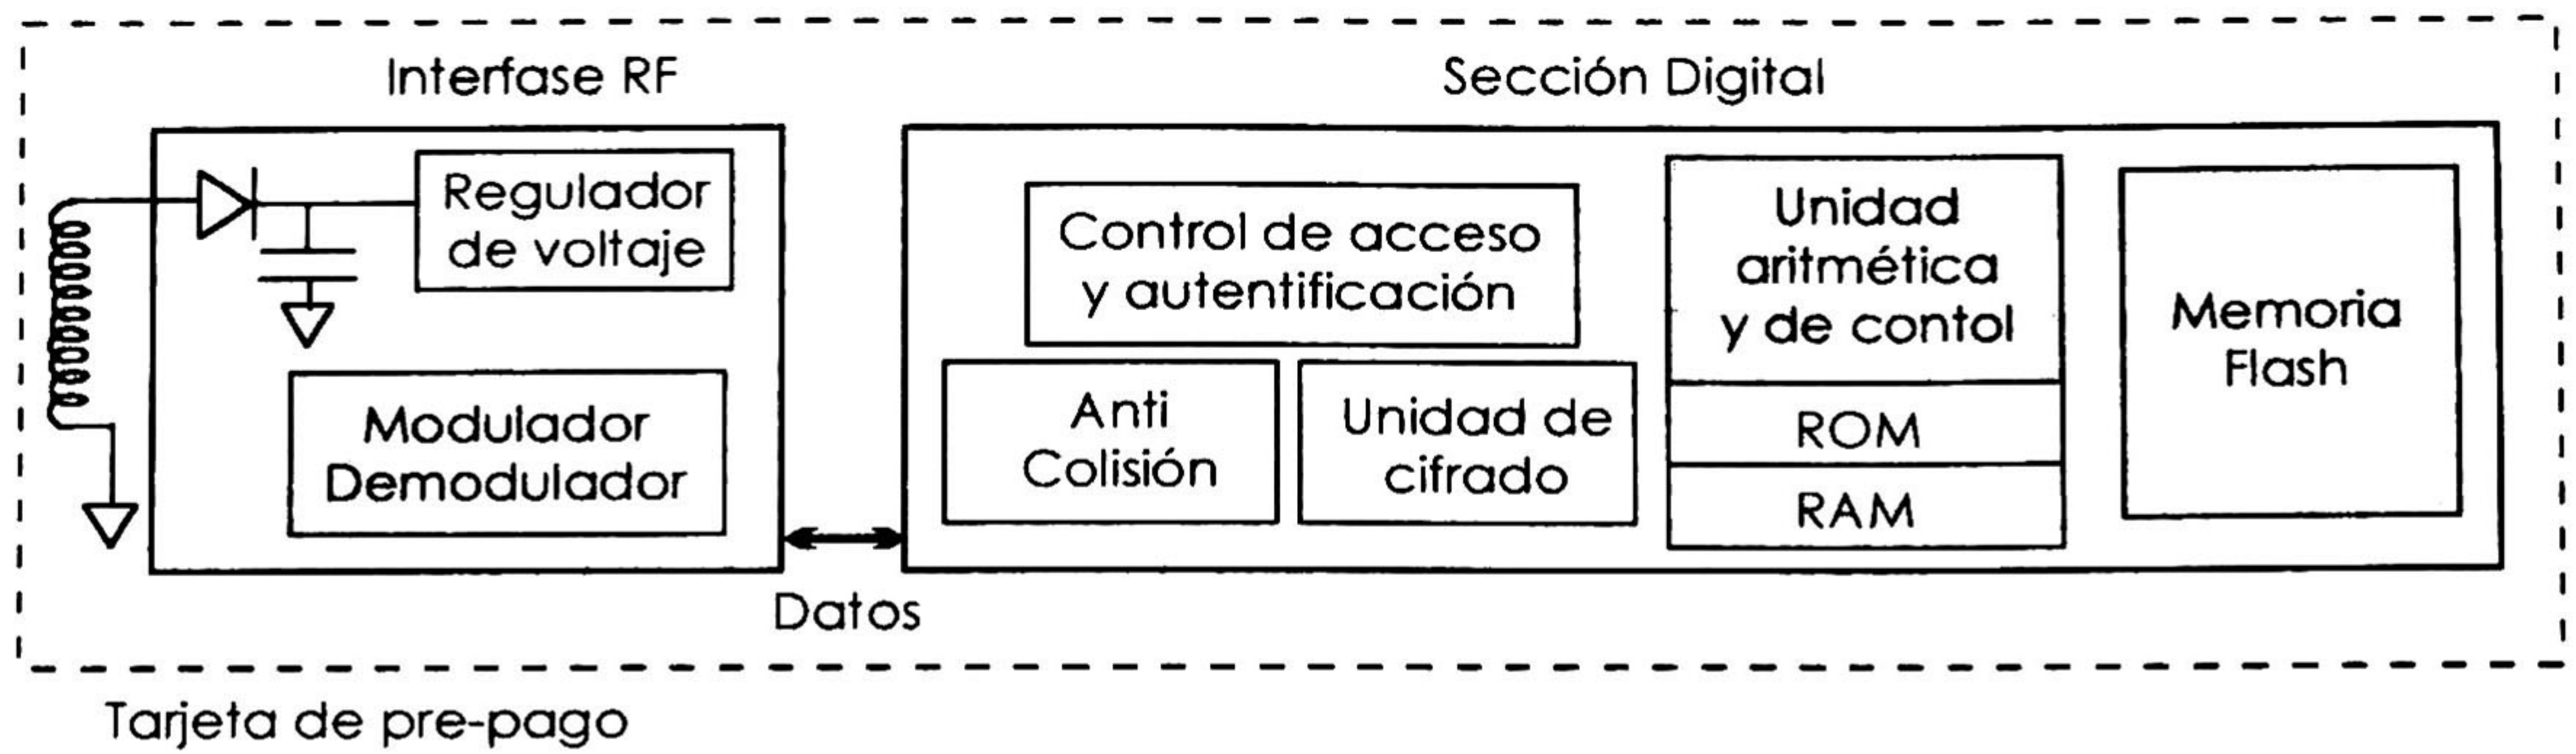 Interfase RF
Sección Digital
Regulador
de voltaje
Modulador
Demodulador
Control de acceso
y autentificación
Anti
Colisión
Unidad de
cifrado
Unidad
aritmética
y de contol
ROM
RAM
Memoria
Flash
Datos
Tarjeta de pre-pago